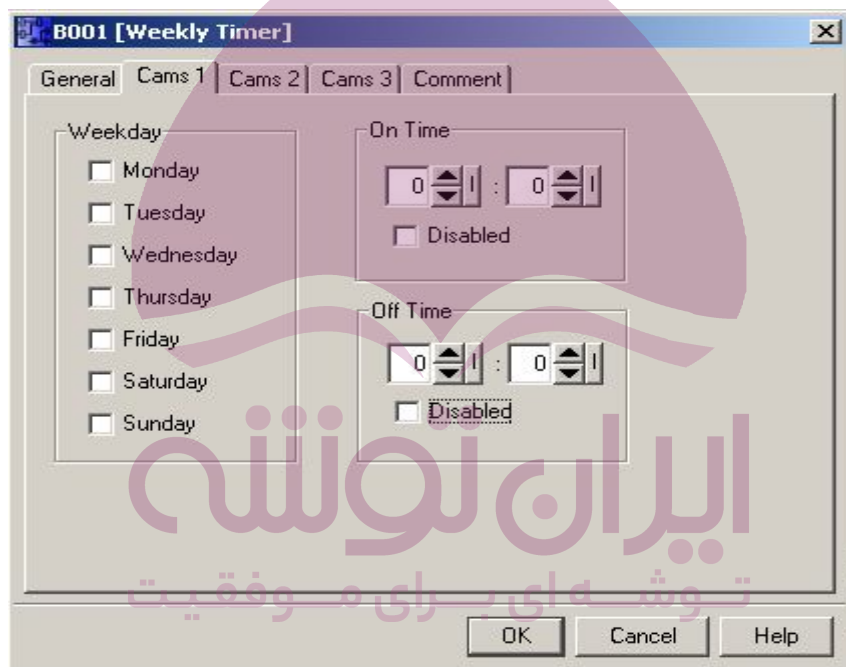 B001 [Weekly Timer]
General Cams 1 Cams 2 Cams 3 Comment
Weekday
Monday
Tuesday
Wednesday
Thursday
Friday
Saturday
Sunday
On Time
0 : 0
Disabled
Off Time
0 : 0
Disabled
ایران توشه
توشه ای برای موفقیت
OK Cancel Help